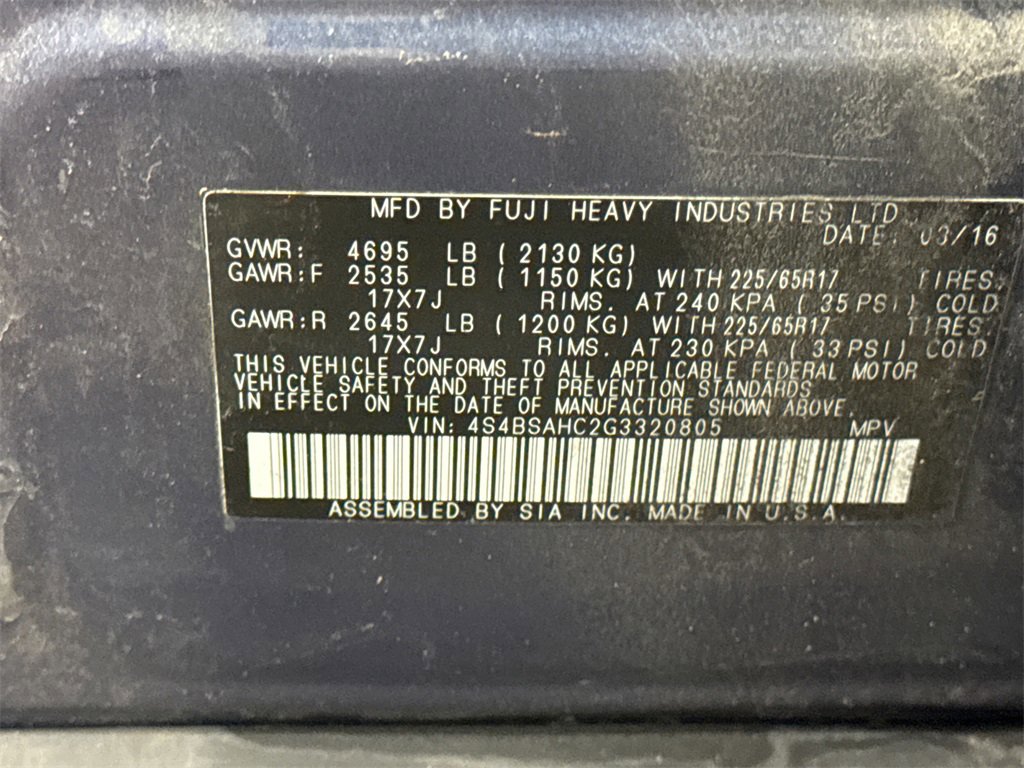 MFD BY FUJI HEAVY INDUSTRIES LTD
DATE: 03/16
GVWR: 4695 LB ( 2130 KG)
GAWR:F 2535 LB ( 1150 KG) WITH 225/65R17 TIRES.
17X7J RIMS. AT 240 KPA ( 35 PSI) COLD
GAWR:R 2645 LB ( 1200 KG) WITH 225/65R17 TIRES.
17X7J RIMS. AT 230 KPA ( 33 PSI) COLD
THIS VEHICLE CONFORMS TO ALL APPLICABLE FEDERAL MOTOR
VEHICLE SAFETY AND THEFT PREVENTION STANDARDS
IN EFFECT ON THE DATE OF MANUFACTURE SHOWN ABOVE.
VIN: 4S4BSAHC2G3320805 MPV
ASSEMBLED BY SIA INC. MADE IN U.S.A.